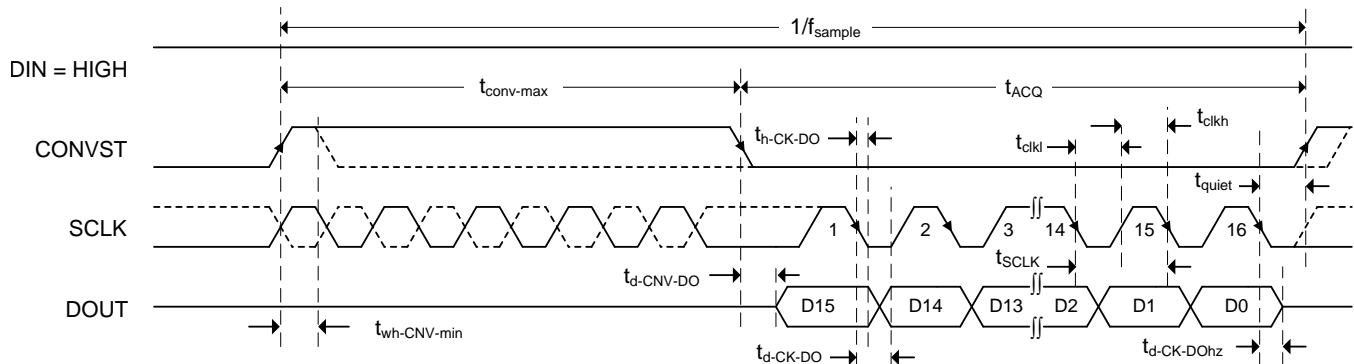 1/fsample
DIN = HIGH
tconv-max
tACQ
tclkh
CONVST
th-CK-DO
tclkl
tquiet
SCLK
1
2
3
14
15
16
tSCLK
td-CNV-DO
DOUT
D15
D14
D13
D2
D1
D0
twh-CNV-min
td-CK-DO
td-CK-DOhz